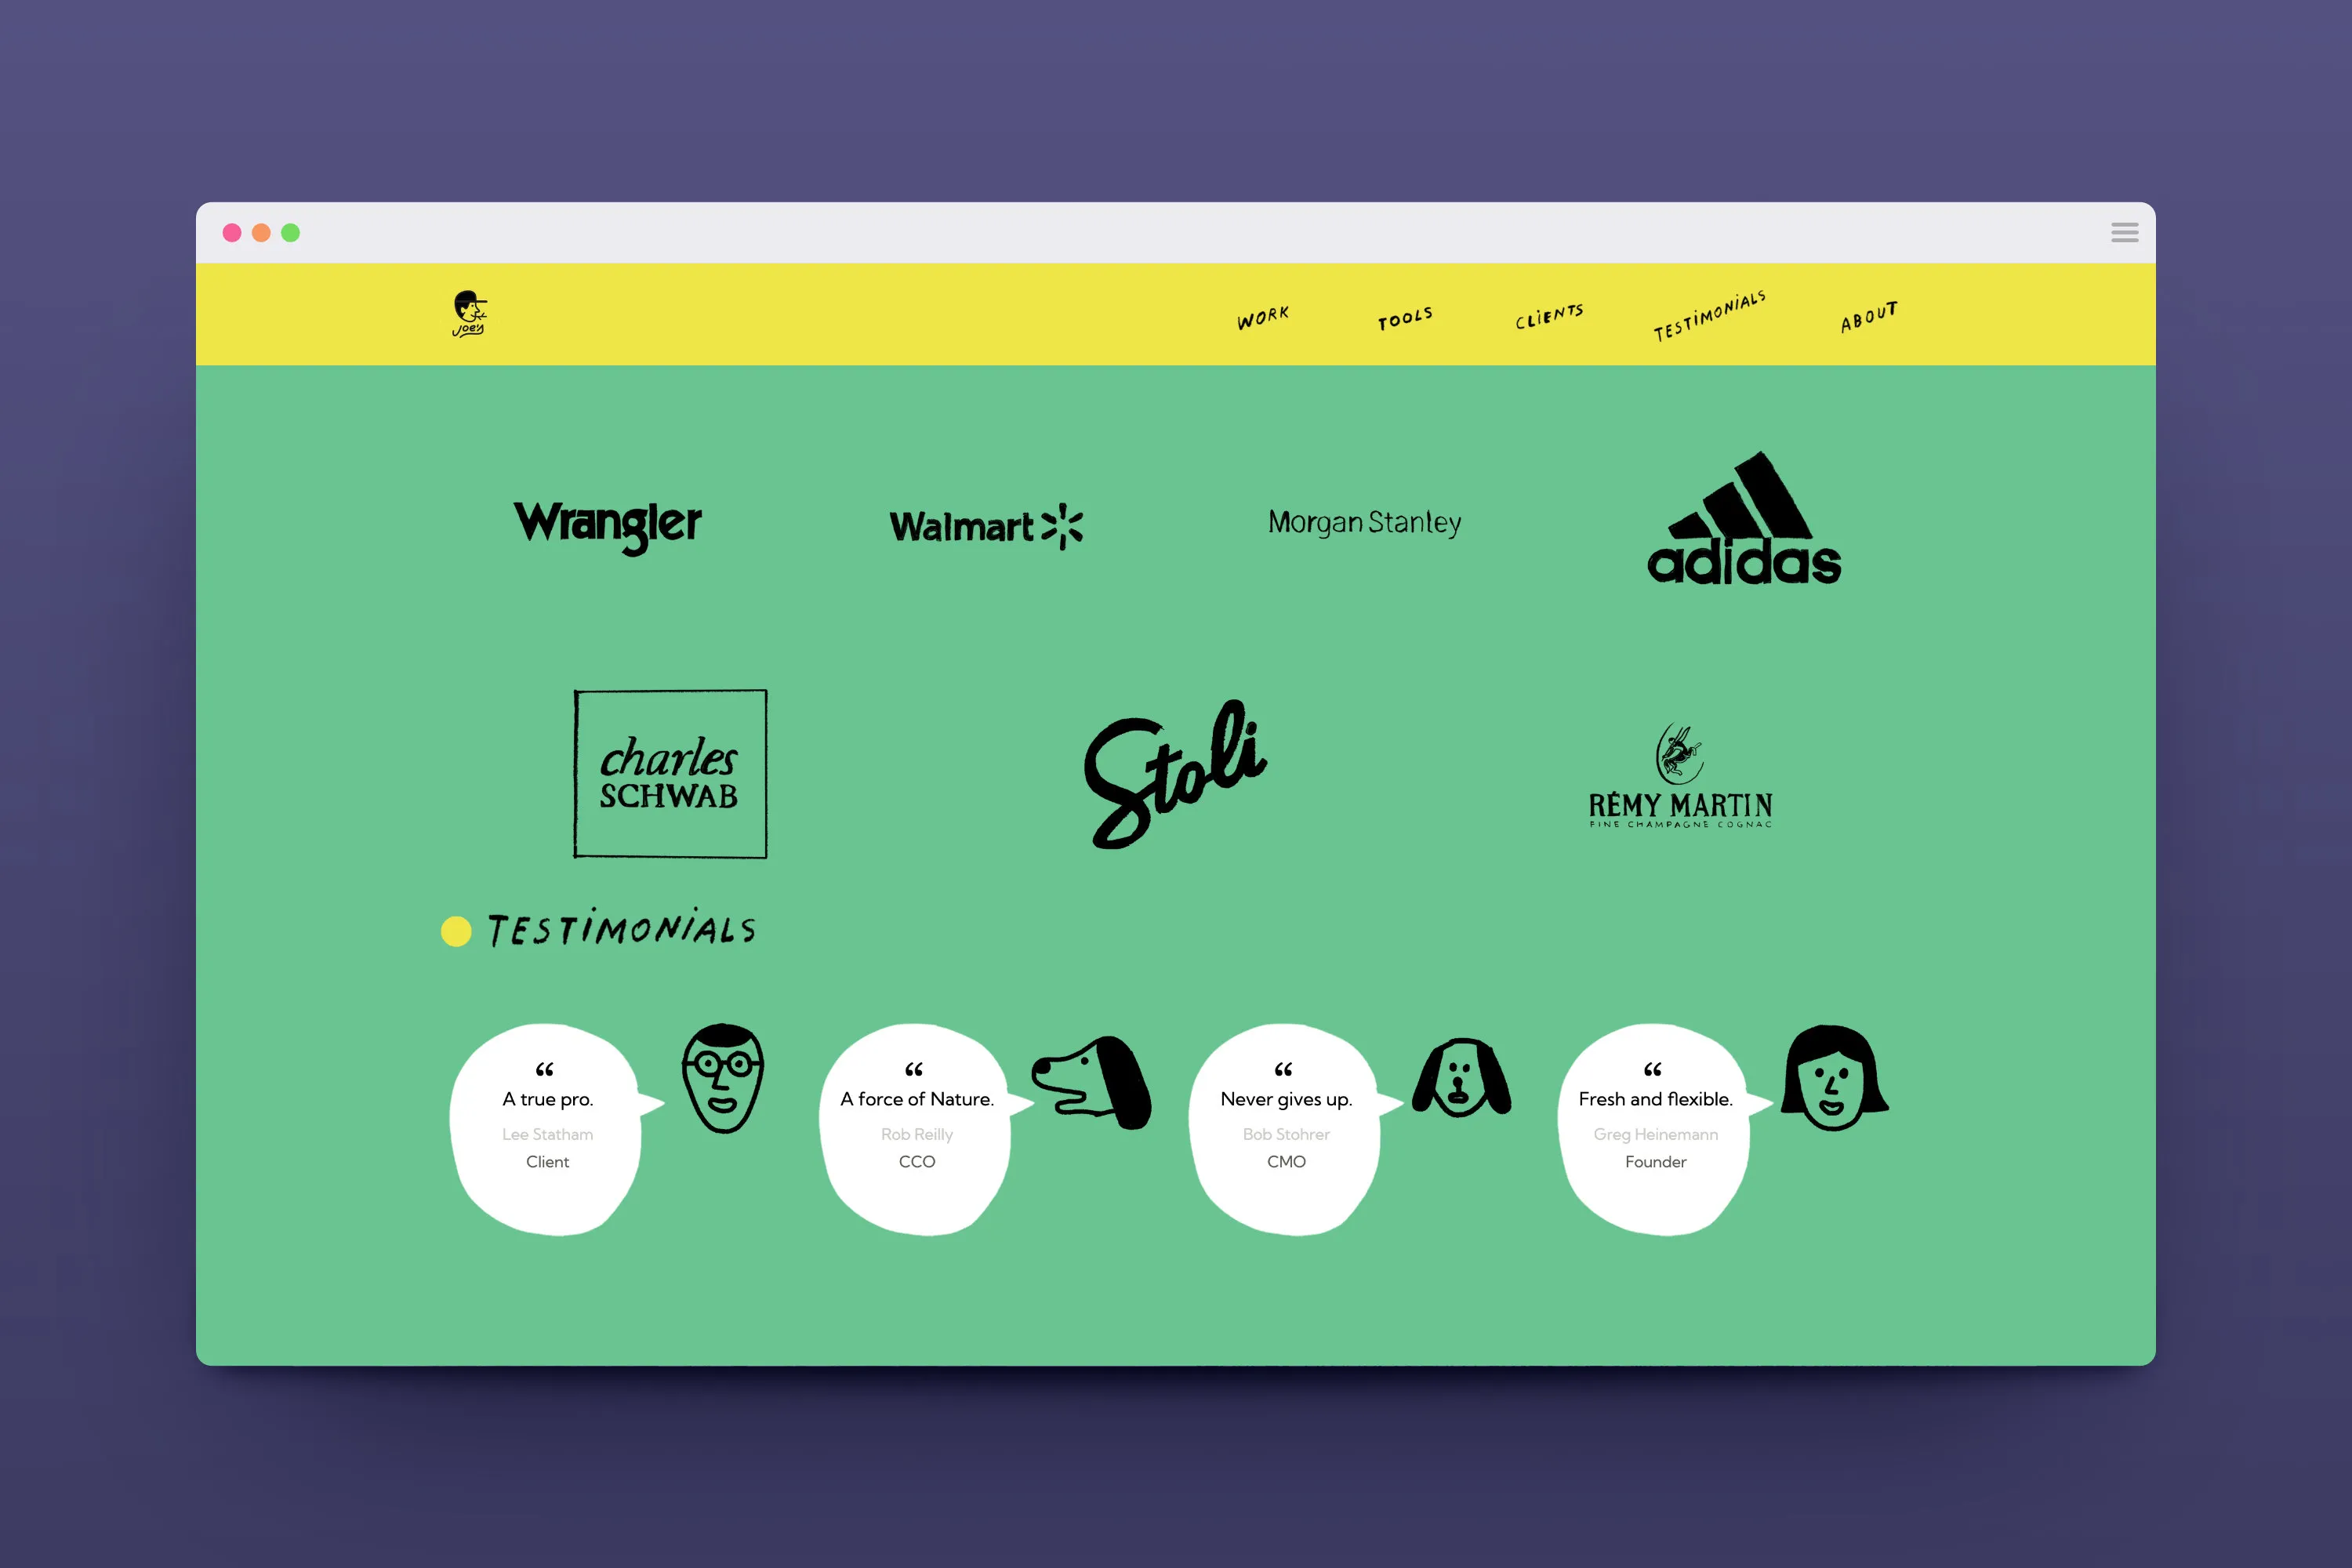 Joe's
WORK
TOOLS
CLiENTS
TESTiMONiALS
ABOUT
Wrangler
Walmart
Morgan Stanley
adidas
charles
SCHWAB
Stoli
RÉMY MARTIN
FINE CHAMPAGNE COGNAC
TESTiMONiALS
“
A true pro.
Lee Statham
Client
“
A force of Nature.
Rob Reilly
CCO
“
Never gives up.
Bob Stohrer
CMO
“
Fresh and flexible.
Greg Heinemann
Founder